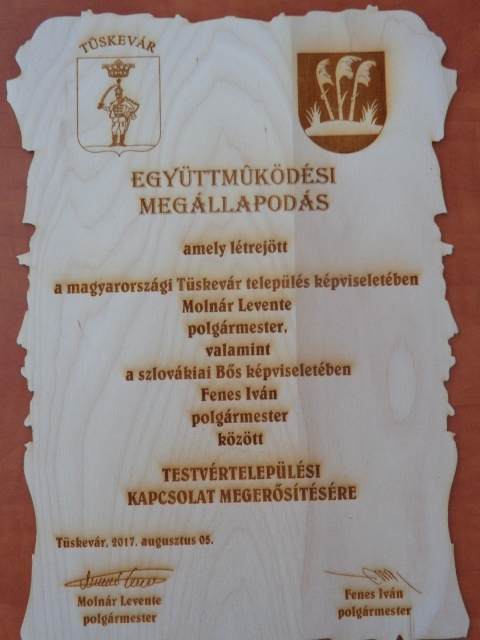 TÜSKEVÁR
EGYÜTTMÛKÖDÉSI
MEGÁLLAPODÁS
amely létrejött
a magyarországi Tüskevár település képviseletében
Molnár Levente
polgármester,
valamint
a szlovákiai Bős képviseletében
Fenes Iván
polgármester
között
TESTVÉRTELEPÜLÉSI
KAPCSOLAT MEGERŐSÍTÉSÉRE
Tüskevár, 2017. augusztus 05.
Molnár Levente
polgármester
Fenes Iván
polgármester